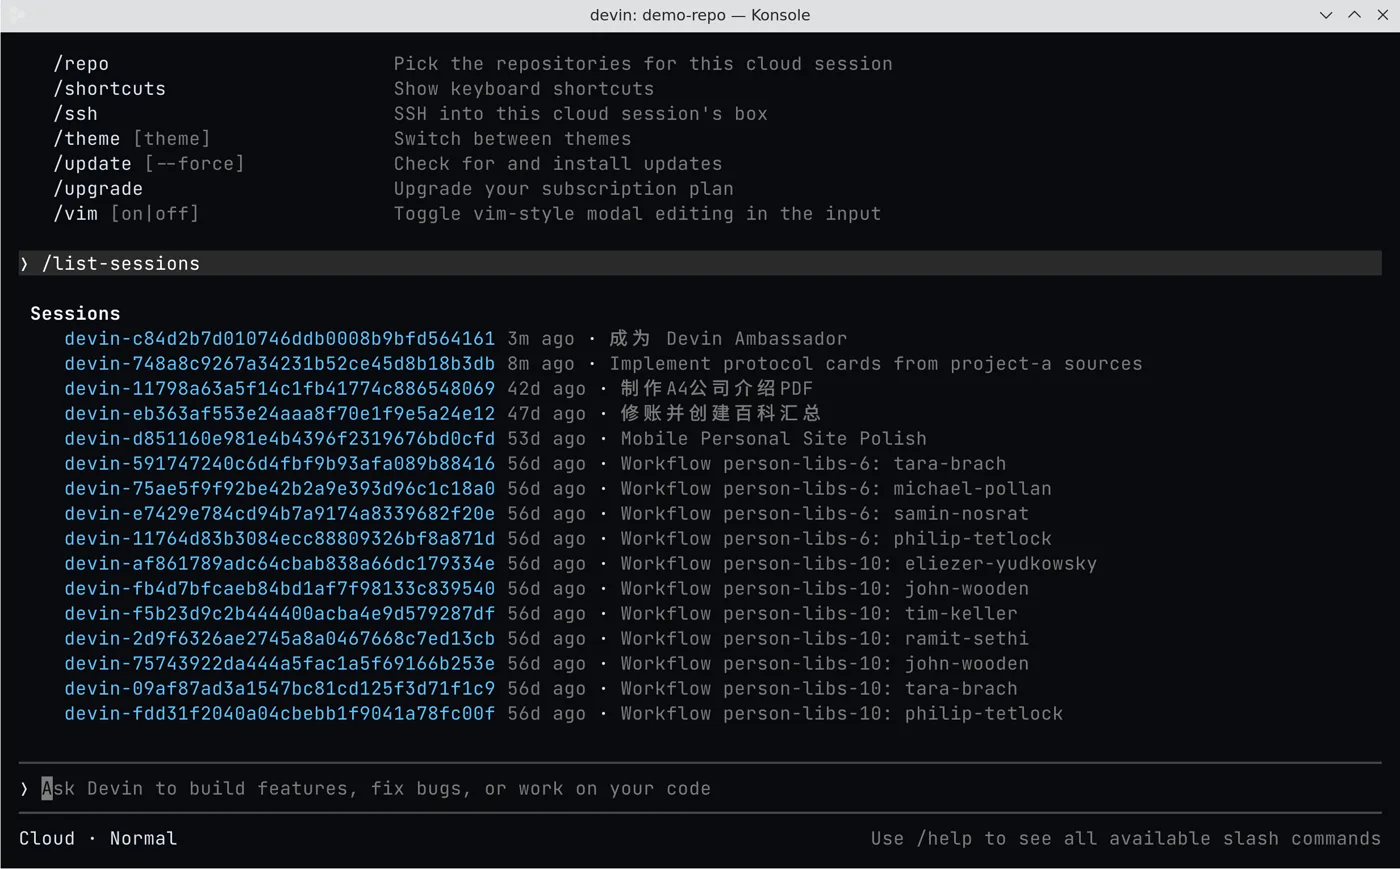 devin: demo-repo — Konsole
/repo Pick the repositories for this cloud session
/shortcuts Show keyboard shortcuts
/ssh SSH into this cloud session's box
/theme [theme] Switch between themes
/update [--force] Check for and install updates
/upgrade Upgrade your subscription plan
/vim [on|off] Toggle vim-style modal editing in the input
❯ /list-sessions
Sessions
devin-c84d2b7d010746ddb0008b9bfd564161 3m ago · 成为 Devin Ambassador
devin-748a8c9267a34231b52ce45d8b18b3db 8m ago · Implement protocol cards from project-a sources
devin-11798a63a5f14c1fb41774c886548069 42d ago · 制作A4公司介绍PDF
devin-eb363af553e24aaa8f70e1f9e5a24e12 47d ago · 修账并创建百科汇总
devin-d851160e981e4b4396f2319676bd0cfd 53d ago · Mobile Personal Site Polish
devin-591747240c6d4fbf9b93afa089b88416 56d ago · Workflow person-libs-6: tara-brach
devin-75ae5f9f92be42b2a9e393d96c1c18a0 56d ago · Workflow person-libs-6: michael-pollan
devin-e7429e784cd94b7a9174a8339682f20e 56d ago · Workflow person-libs-6: samin-nosrat
devin-11764d83b3084ecc88809326bf8a871d 56d ago · Workflow person-libs-6: philip-tetlock
devin-af861789adc64cbab838a66dc179334e 56d ago · Workflow person-libs-10: eliezer-yudkowsky
devin-fb4d7bfcaeb84bd1af7f98133c839540 56d ago · Workflow person-libs-10: john-wooden
devin-f5b23d9c2b444400acba4e9d579287df 56d ago · Workflow person-libs-10: tim-keller
devin-2d9f6326ae2745a8a0467668c7ed13cb 56d ago · Workflow person-libs-10: ramit-sethi
devin-75743922da444a5fac1a5f69166b253e 56d ago · Workflow person-libs-10: john-wooden
devin-09af87ad3a1547bc81cd125f3d71f1c9 56d ago · Workflow person-libs-10: tara-brach
devin-fdd31f2040a04cbebb1f9041a78fc00f 56d ago · Workflow person-libs-10: philip-tetlock
❯ Ask Devin to build features, fix bugs, or work on your code
Cloud · Normal Use /help to see all available slash commands